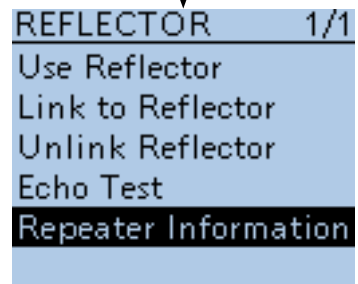 REFLECTOR 1/1
Use Reflector
Link to Reflector
Unlink Reflector
Echo Test
Repeater Information